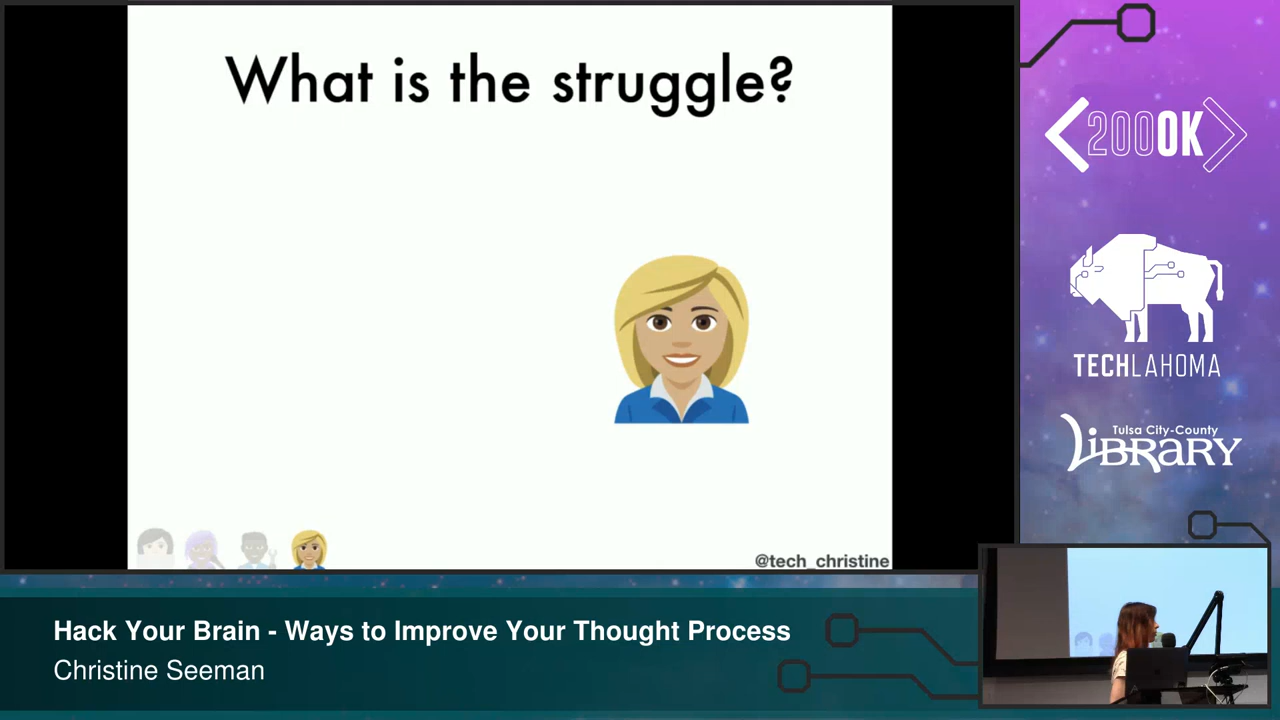 What is the struggle?
@tech_christine
200OK
TECHLAHOMA
Tulsa City-County
LiBRARY
Hack Your Brain - Ways to Improve Your Thought Process
Christine Seeman